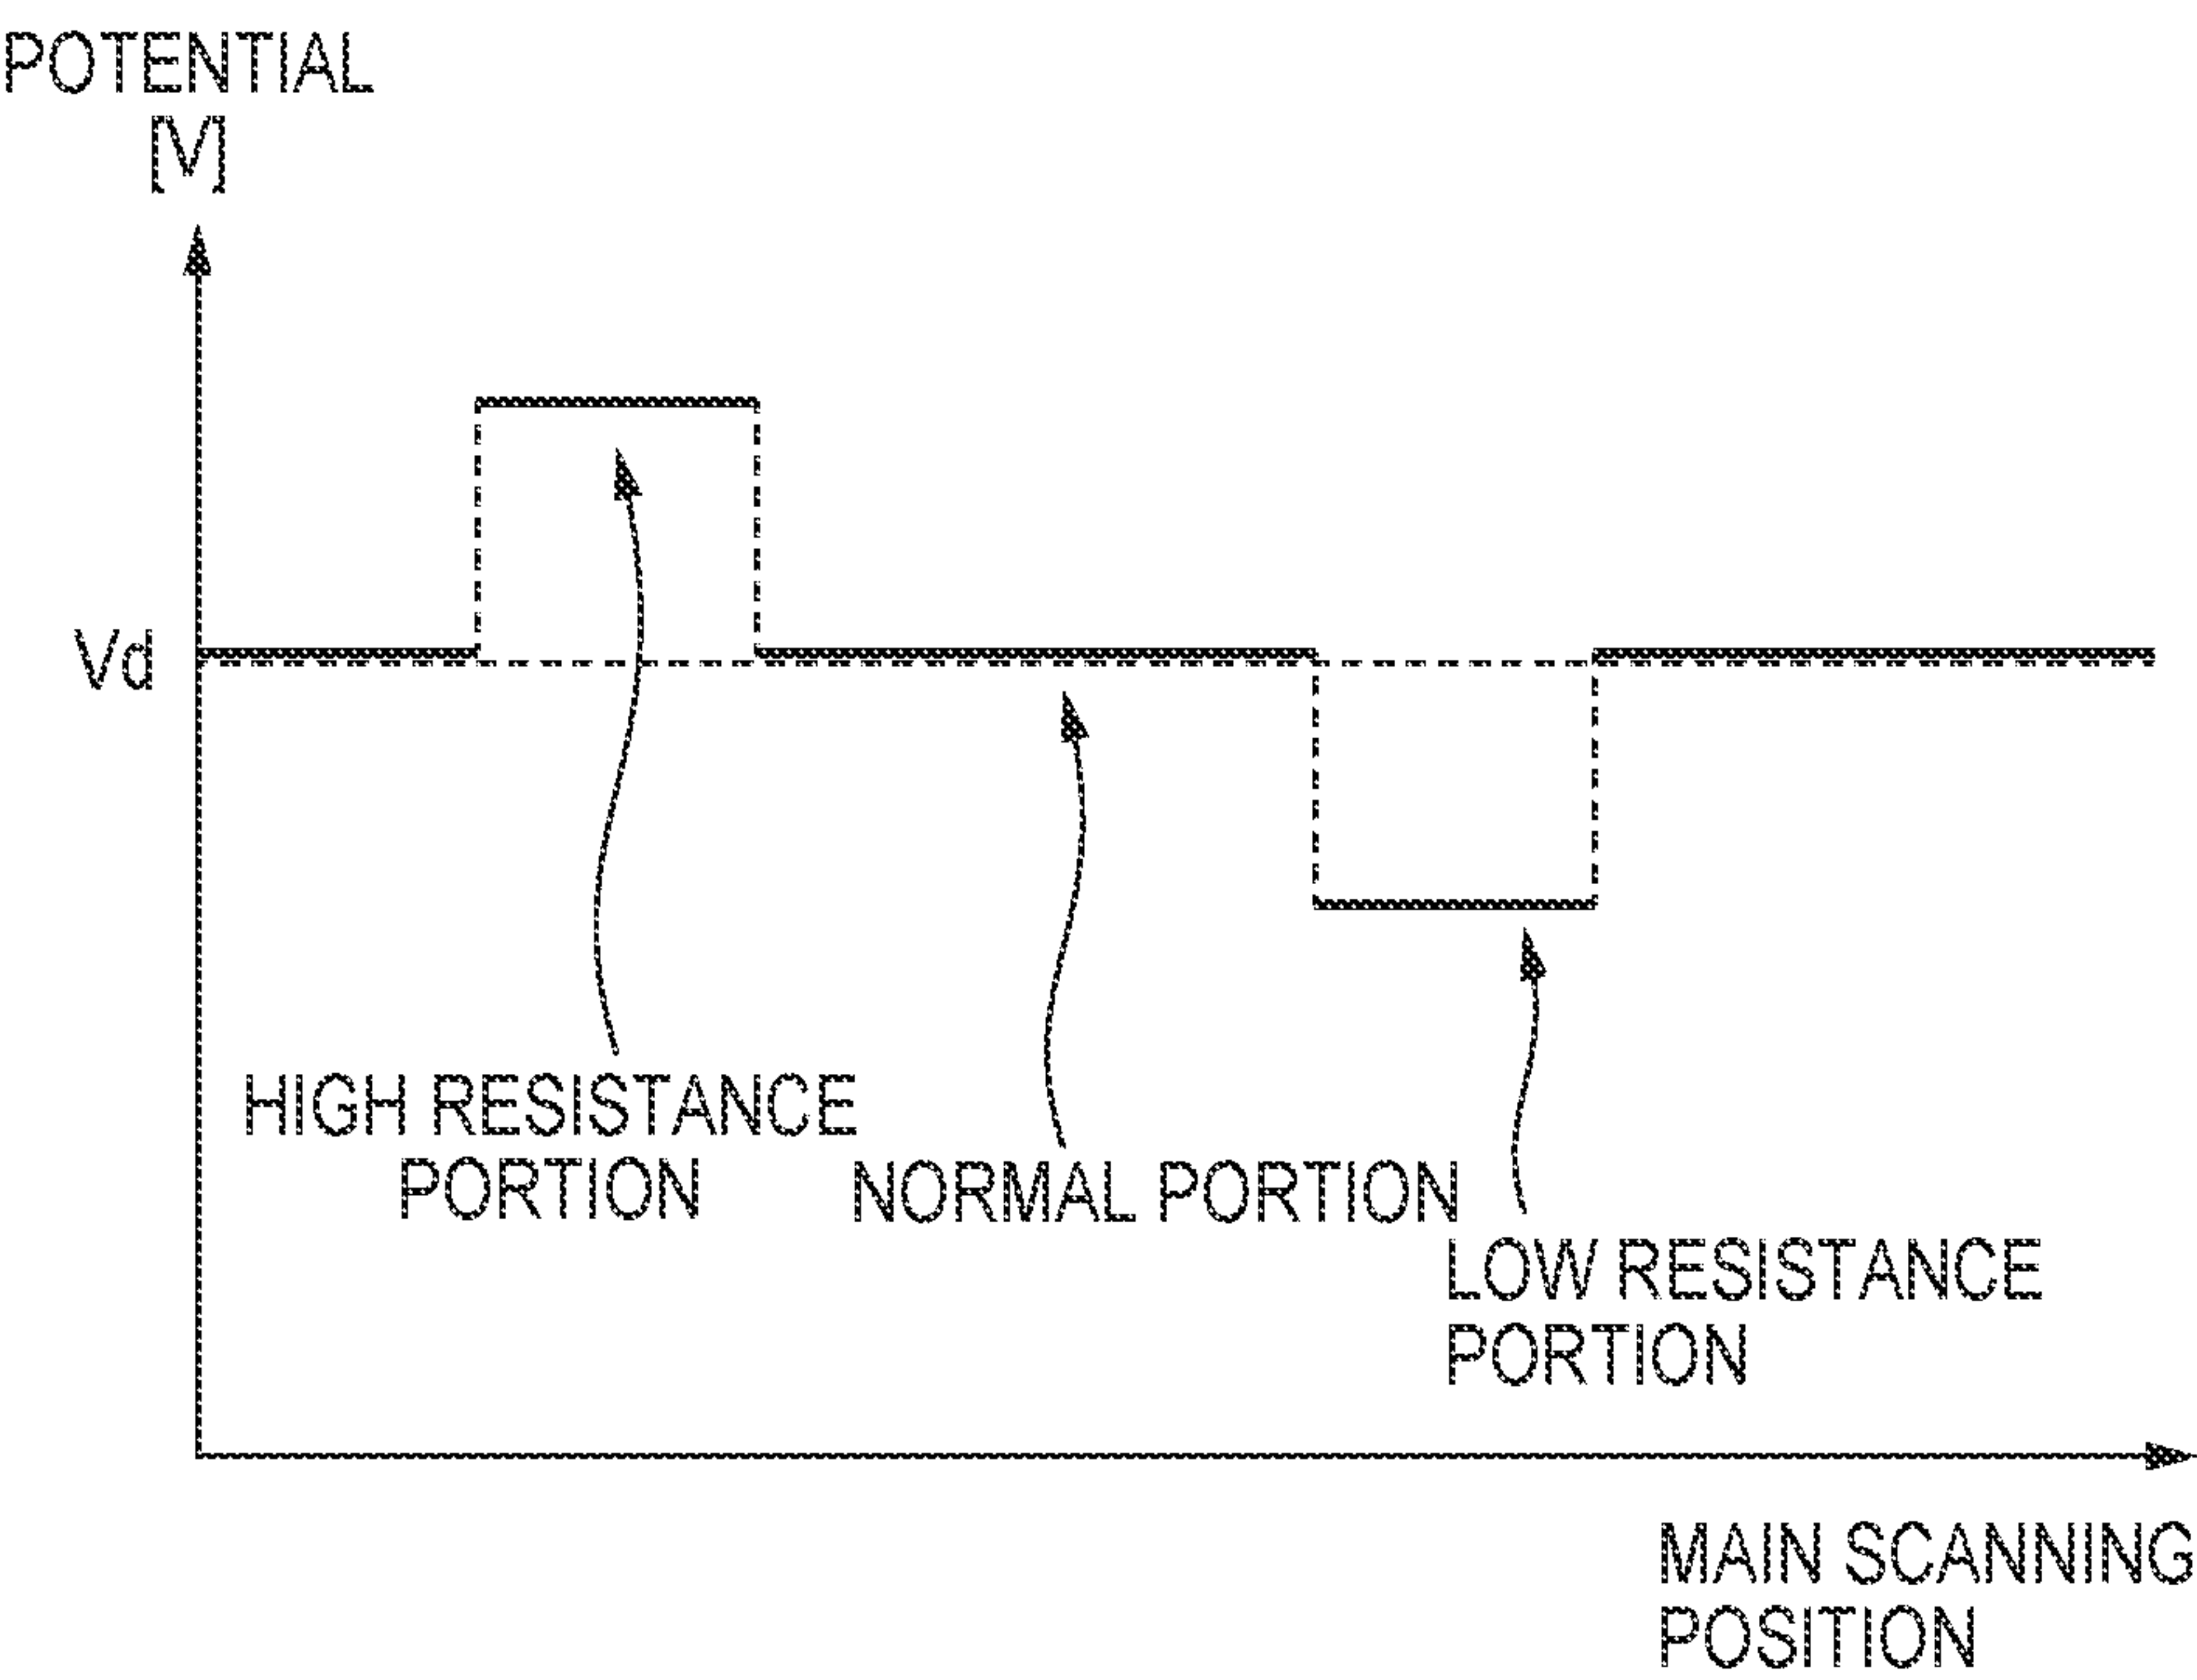 POTENTIAL
[V]
Vd
HIGH RESISTANCE
PORTION
NORMAL PORTION
LOW RESISTANCE
PORTION
MAIN SCANNING
POSITION